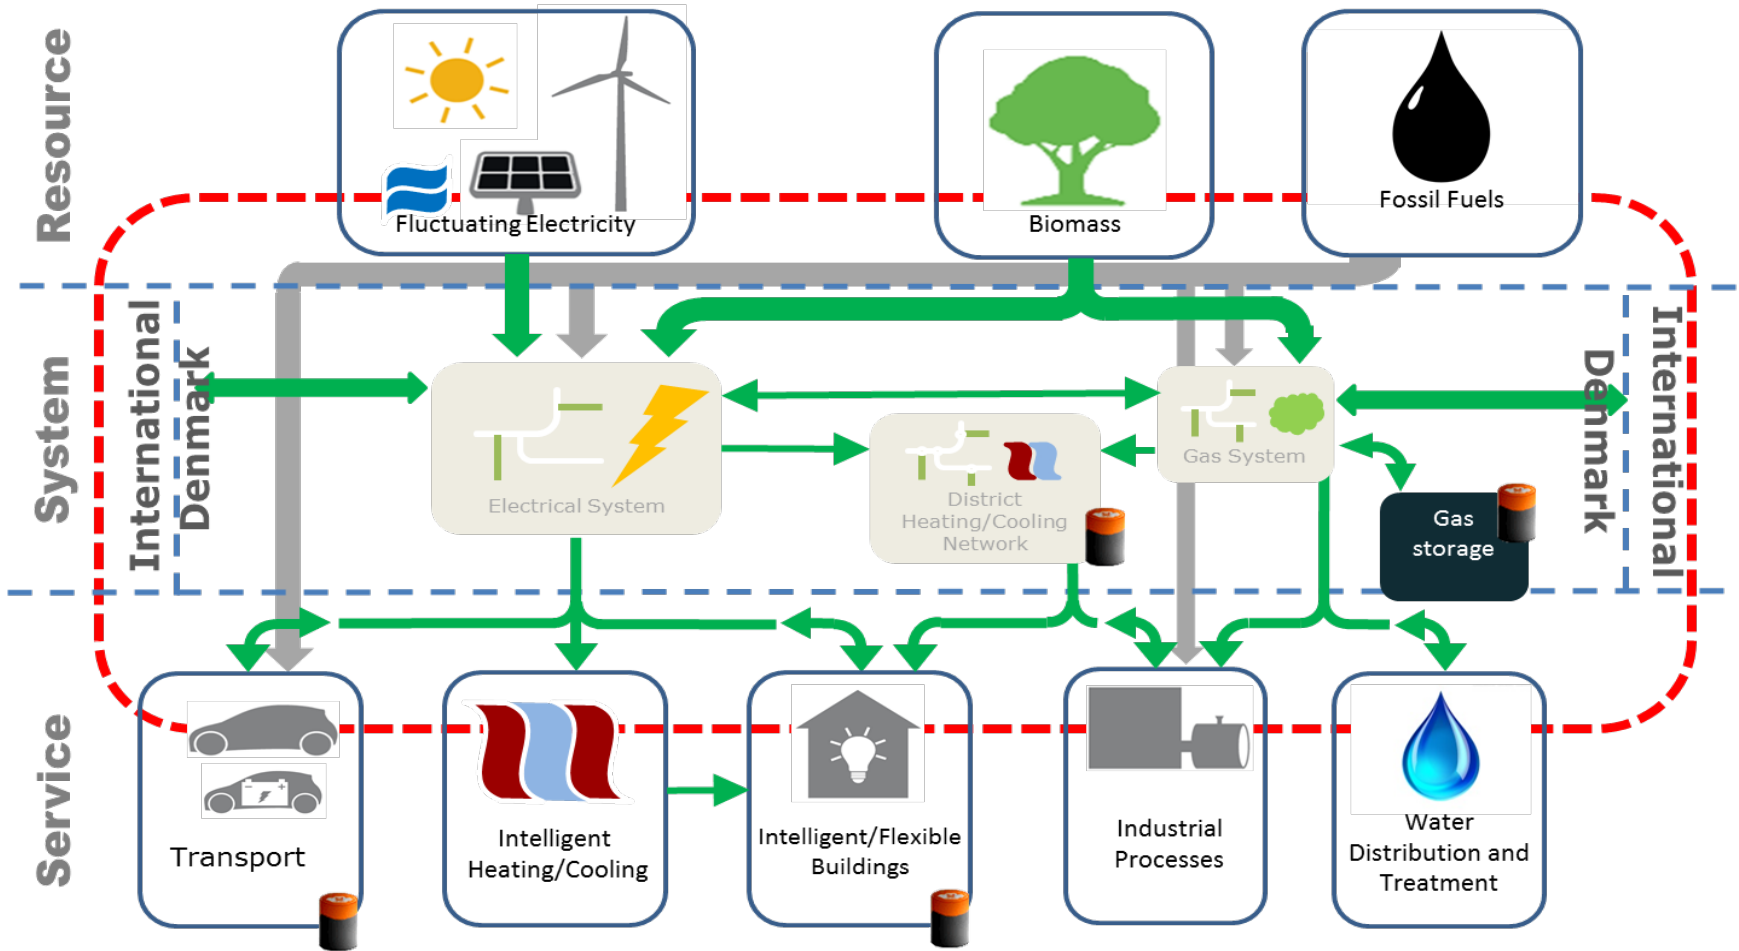 Resource
Fluctuating Electricity
Biomass
Fossil Fuels
System
International
Denmark
Electrical System
District
Heating/Cooling
Network
Gas System
Gas
storage
Denmark
International
Service
Transport
Intelligent
Heating/Cooling
Intelligent/Flexible
Buildings
Industrial
Processes
Water
Distribution and
Treatment